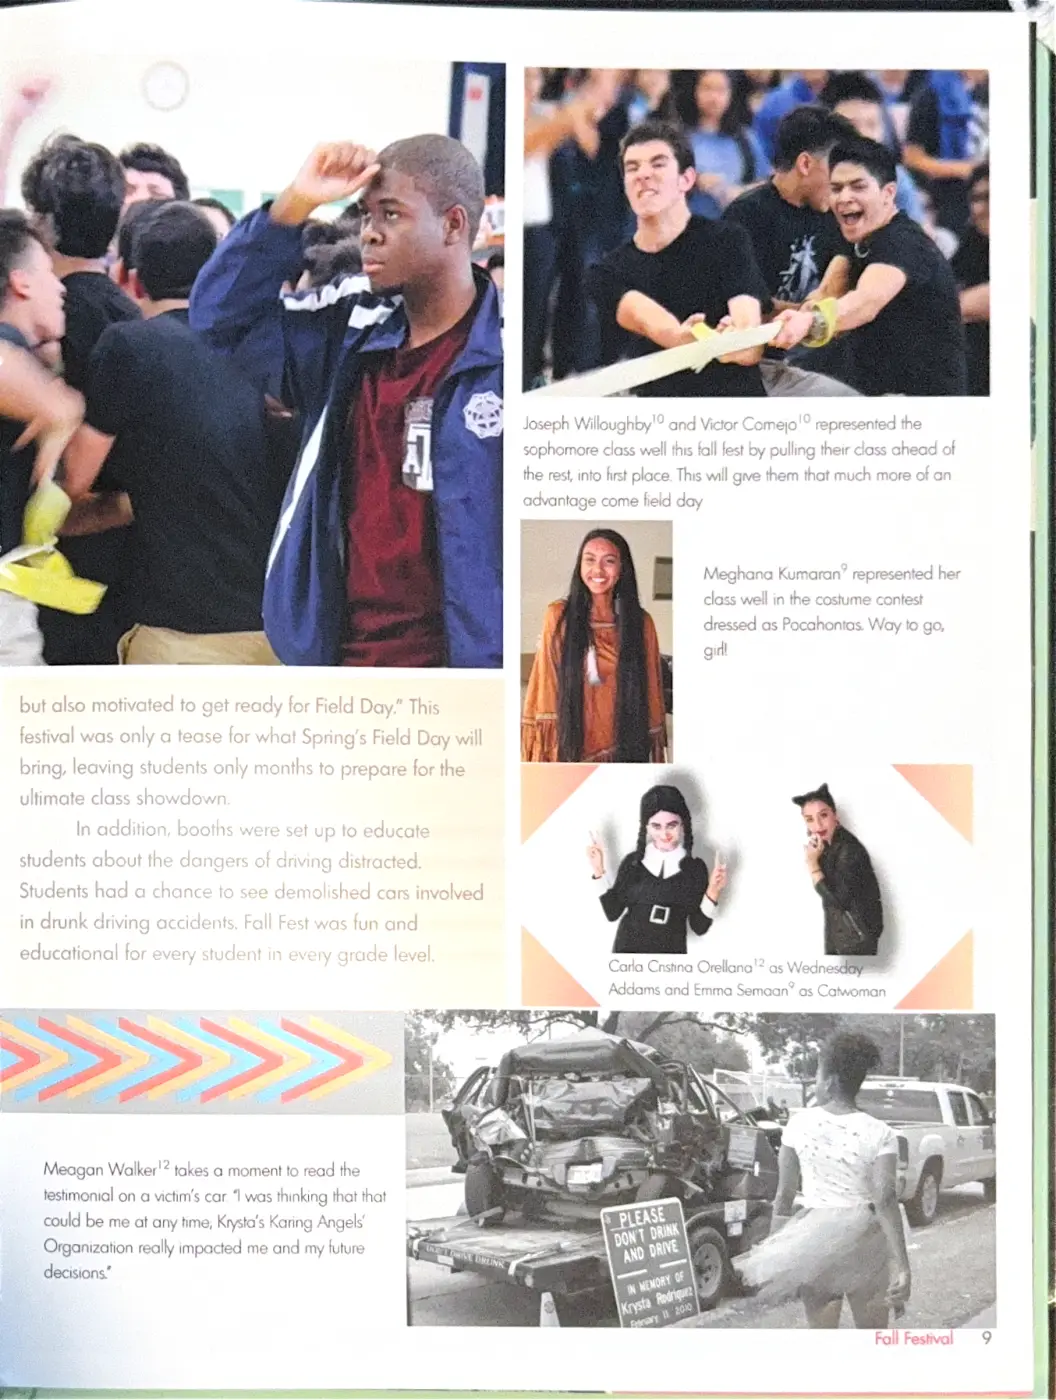 Joseph Willoughby¹⁰ and Victor Cornejo¹⁰ represented the
sophomore class well this fall fest by pulling their class ahead of
the rest, into first place. This will give them that much more of an
advantage come field day
Meghana Kumaran⁹ represented her
class well in the costume contest
dressed as Pocahontas. Way to go,
girl!
but also motivated to get ready for Field Day." This
festival was only a tease for what Spring's Field Day will
bring, leaving students only months to prepare for the
ultimate class showdown.
In addition, booths were set up to educate
students about the dangers of driving distracted.
Students had a chance to see demolished cars involved
in drunk driving accidents. Fall Fest was fun and
educational for every student in every grade level.
Carla Cristina Orellana¹² as Wednesday
Addams and Emma Semaan⁹ as Catwoman
Meagan Walker¹² takes a moment to read the
testimonial on a victim's car. "I was thinking that that
could be me at any time, Krysta's Karing Angels'
Organization really impacted me and my future
decisions."
PLEASE
DON'T DRINK
AND DRIVE
IN MEMORY OF
Krysta Rodriguez
February 11, 2010
Fall Festival 9